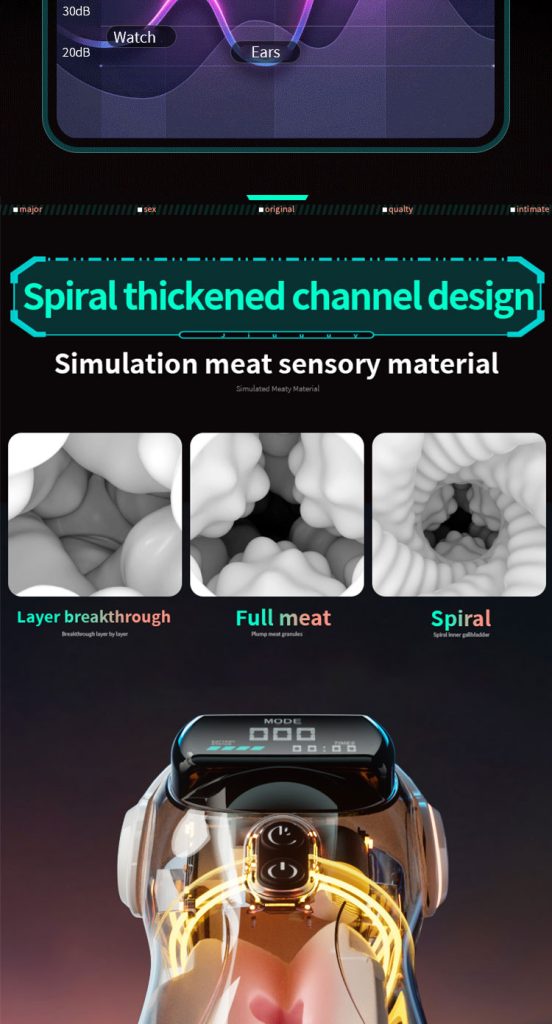 30dB
Watch
20dB
Ears
major
sex
original
qualty
intimate
Spiral thickened channel design
Simulation meat sensory material
Simulated Meaty Material
Layer breakthrough
Full meat
Spiral
Breakthrough layer by layer
Plump meat granules
Spiral inner gallbladder
MODE
000
TIMES
00:00